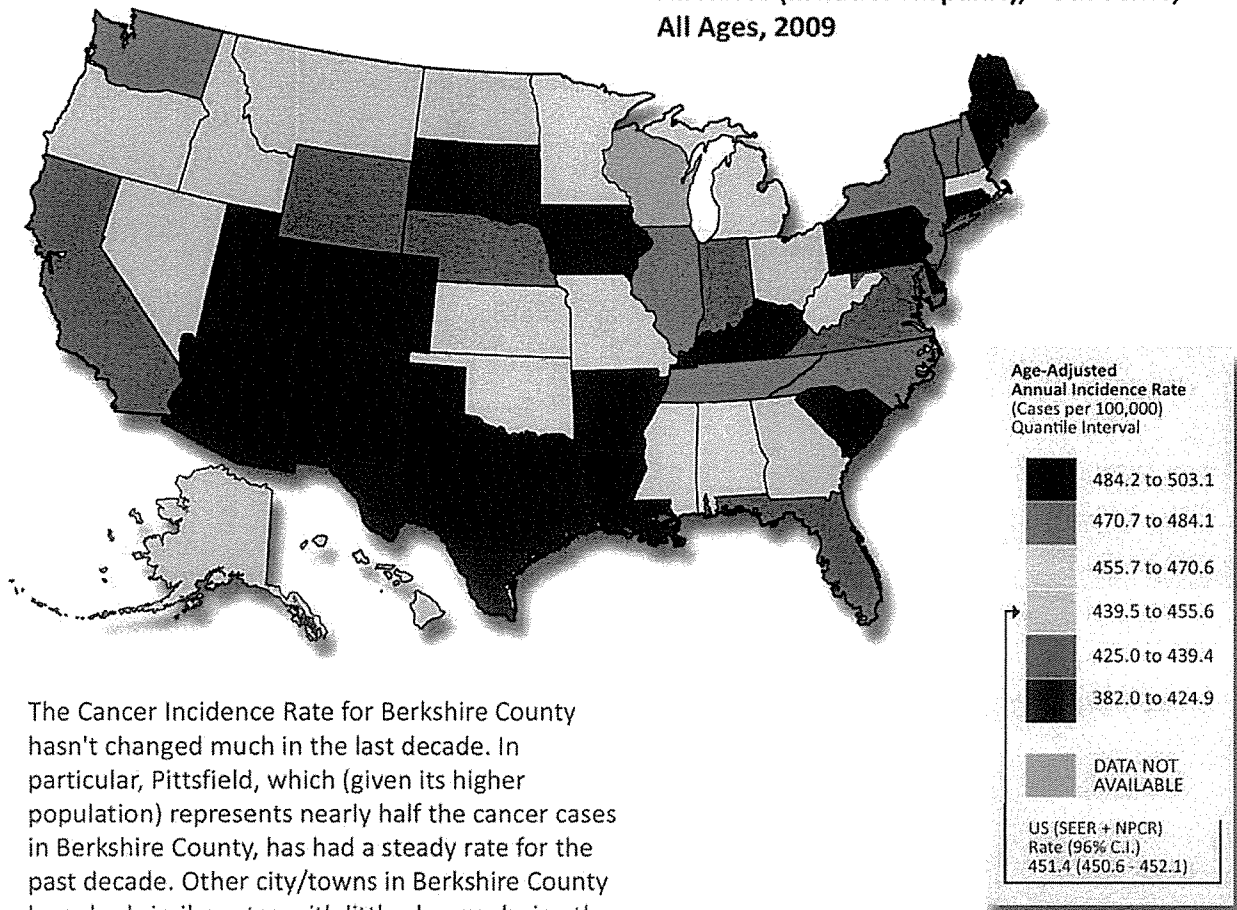 All Ages, 2009
Age-Adjusted
Annual Incidence Rate
(Cases per 100,000)
Quantile Interval
484.2 to 503.1
470.7 to 484.1
455.7 to 470.6
439.5 to 455.6
425.0 to 439.4
382.0 to 424.9
DATA NOT
AVAILABLE
US (SEER + NPCR)
Rate (96% C.I.)
451.4 (450.6 - 452.1)
The Cancer Incidence Rate for Berkshire County
hasn't changed much in the last decade. In
particular, Pittsfield, which (given its higher
population) represents nearly half the cancer cases
in Berkshire County, has had a steady rate for the
past decade. Other city/towns in Berkshire County